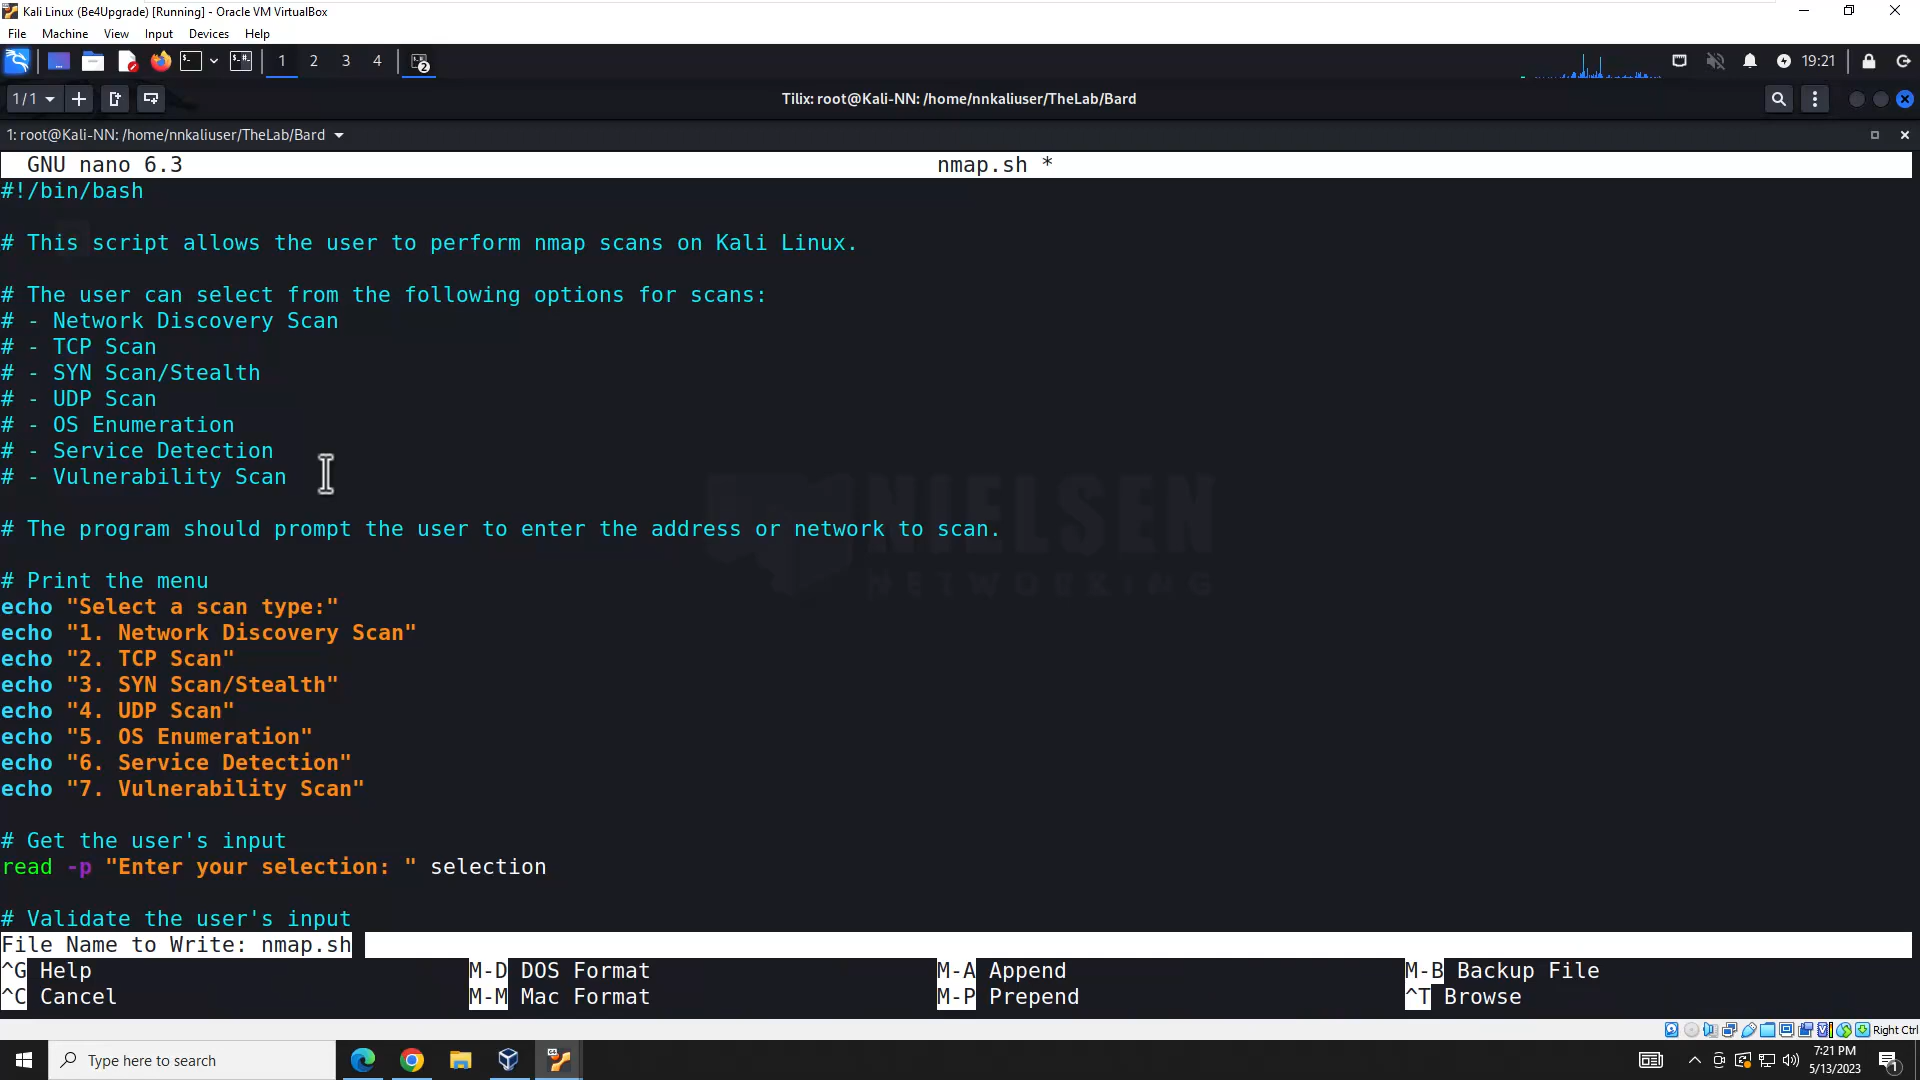 Kali Linux (Be4Upgrade) [Running] - Oracle VM VirtualBox
File Machine View Input Devices Help
1 2 3 4 2 19:21
1/1 Tilix: root@Kali-NN: /home/nnkaliuser/TheLab/Bard
1: root@Kali-NN: /home/nnkaliuser/TheLab/Bard
GNU nano 6.3 nmap.sh *
#!/bin/bash
# This script allows the user to perform nmap scans on Kali Linux.
# The user can select from the following options for scans:
# - Network Discovery Scan
# - TCP Scan
# - SYN Scan/Stealth
# - UDP Scan
# - OS Enumeration
# - Service Detection
# - Vulnerability Scan
NIELSEN
NETWORKING
# The program should prompt the user to enter the address or network to scan.
# Print the menu
echo "Select a scan type:"
echo "1. Network Discovery Scan"
echo "2. TCP Scan"
echo "3. SYN Scan/Stealth"
echo "4. UDP Scan"
echo "5. OS Enumeration"
echo "6. Service Detection"
echo "7. Vulnerability Scan"
# Get the user's input
read -p "Enter your selection: " selection
# Validate the user's input
File Name to Write: nmap.sh
^G Help M-D DOS Format M-A Append M-B Backup File
^C Cancel M-M Mac Format M-P Prepend ^T Browse
Right Ctrl
Type here to search
7:21 PM
5/13/2023
1